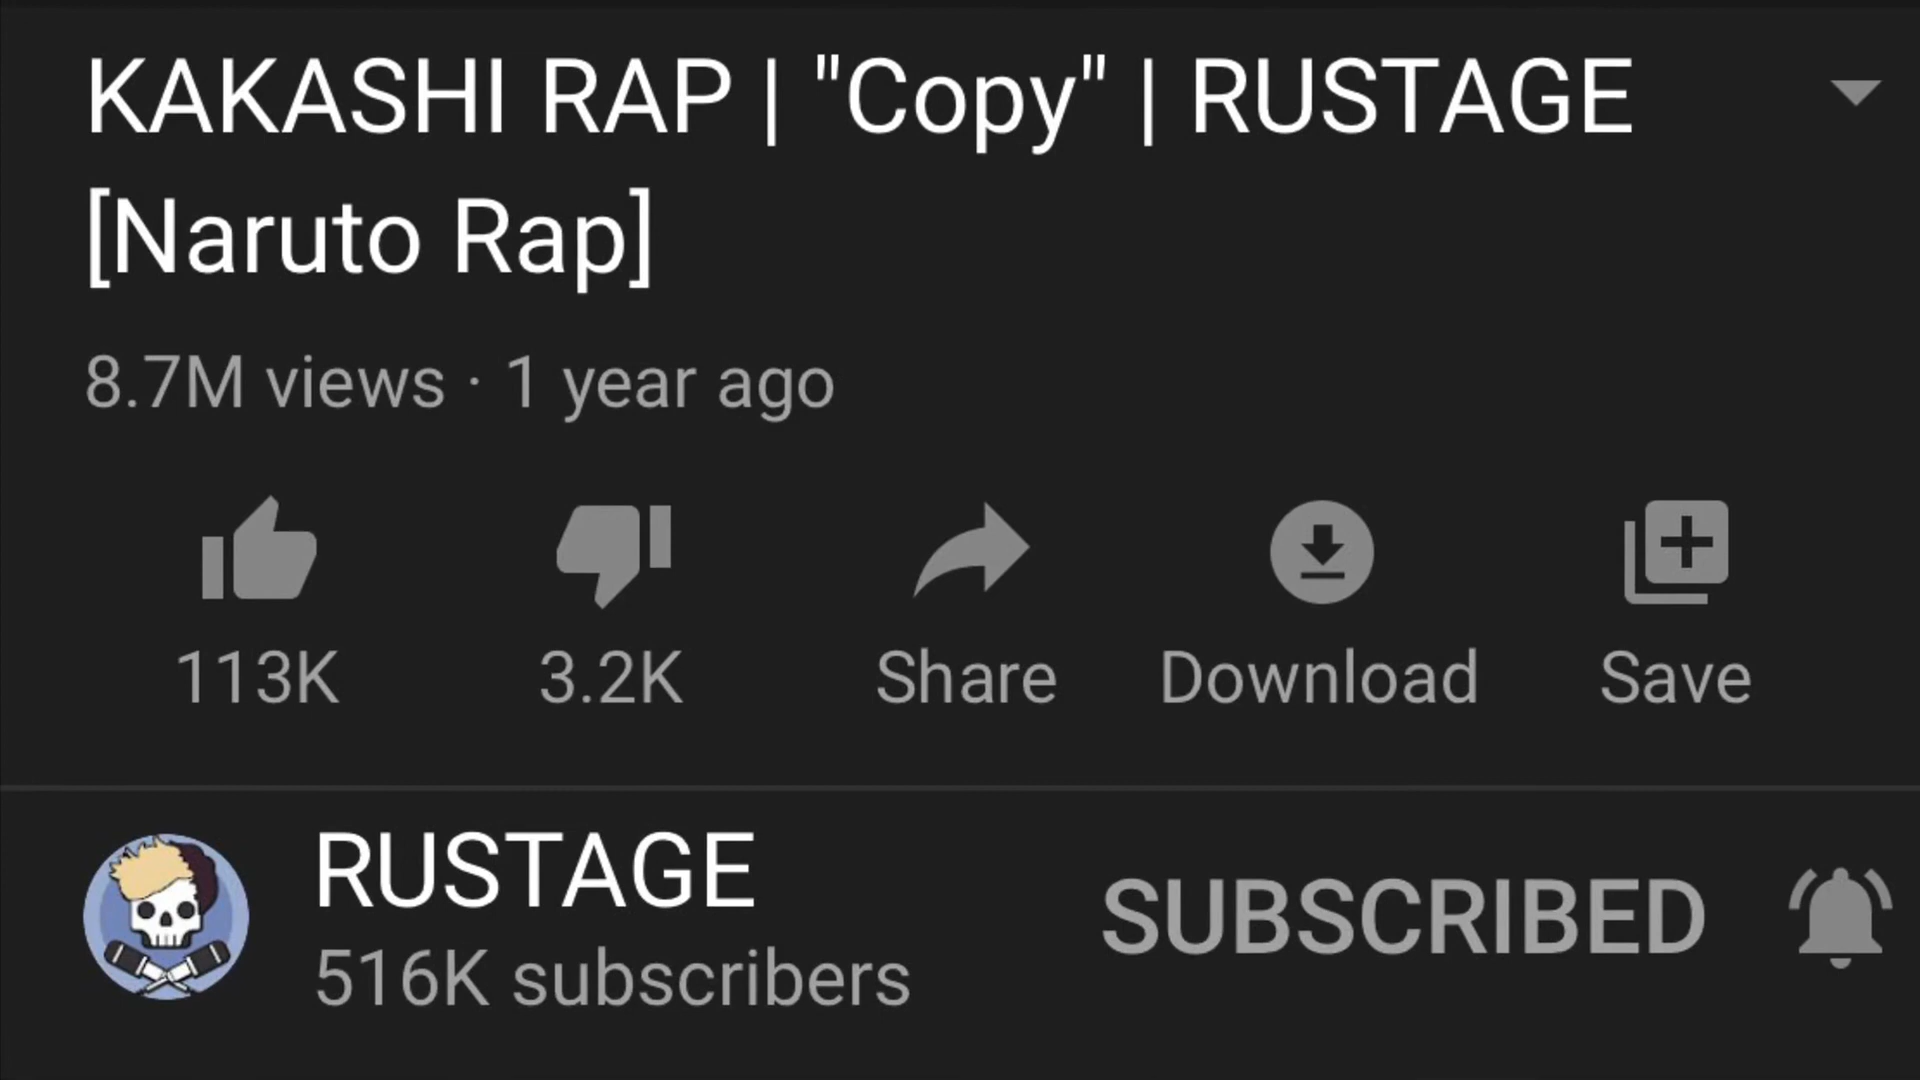 KAKASHI RAP | "Copy" | RUSTAGE
[Naruto Rap]
8.7M views · 1 year ago
113K 3.2K Share Download Save
RUSTAGE
516K subscribers
SUBSCRIBED